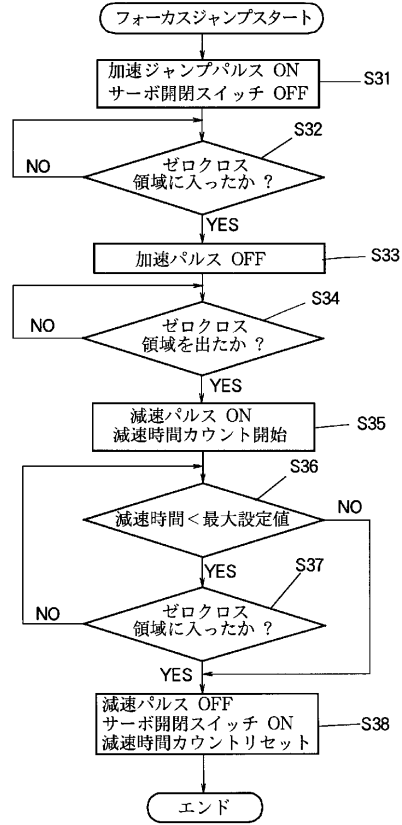 フォーカスジャンプスタート
加速ジャンプパルス ON
サーボ開閉スイッチ OFF
S31
S32
ゼロクロス
領域に入ったか ?
NO
YES
加速パルス OFF
S33
S34
ゼロクロス
領域を出たか ?
NO
YES
減速パルス ON
減速時間カウント開始
S35
S36
減速時間<最大設定値
NO
YES
S37
ゼロクロス
領域に入ったか ?
NO
YES
減速パルス OFF
サーボ開閉スイッチ ON
減速時間カウントリセット
S38
エンド